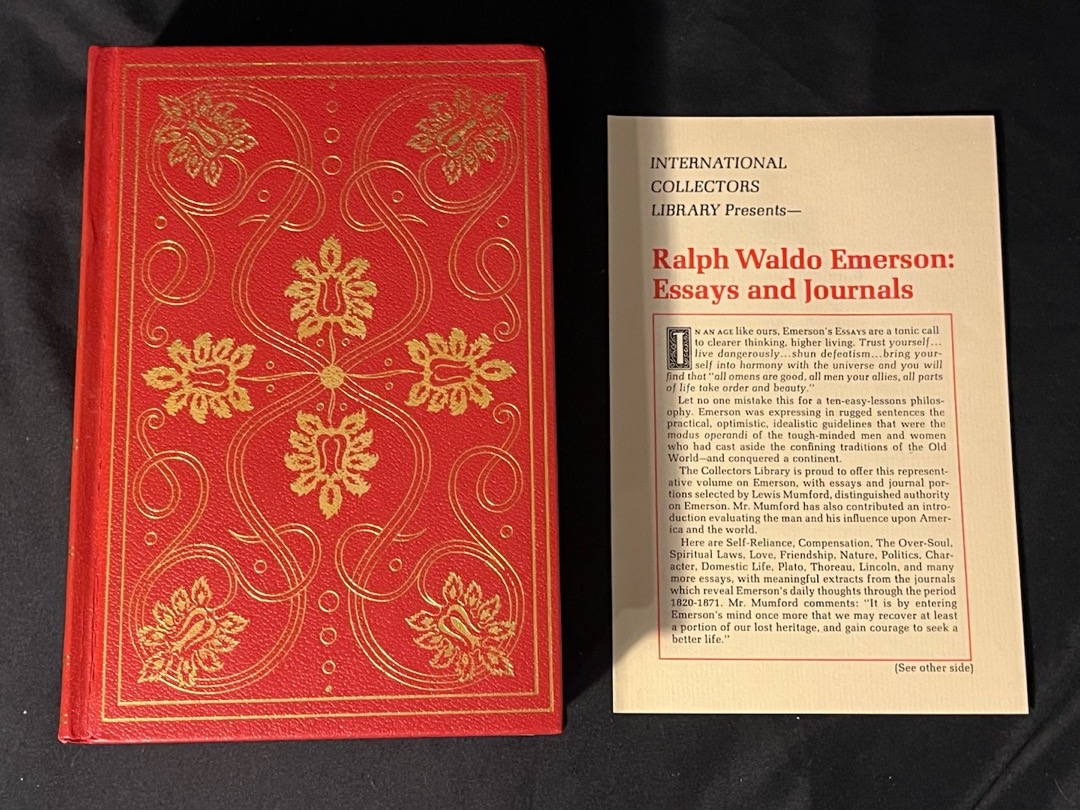 INTERNATIONAL
COLLECTORS
LIBRARY Presents—
Ralph Waldo Emerson:
Essays and Journals
IN AN AGE like ours, Emerson's ESSAYS are a tonic call
to clearer thinking, higher living. Trust yourself...
live dangerously...shun defeatism...bring your-
self into harmony with the universe and you will
find that "all omens are good, all men your allies, all parts
of life take order and beauty."
Let no one mistake this for a ten-easy-lessons philos-
ophy. Emerson was expressing in rugged sentences the
practical, optimistic, idealistic guidelines that were the
modus operandi of the tough-minded men and women
who had cast aside the confining traditions of the Old
World—and conquered a continent.
The Collectors Library is proud to offer this represent-
ative volume on Emerson, with essays and journal por-
tions selected by Lewis Mumford, distinguished authority
on Emerson. Mr. Mumford has also contributed an intro-
duction evaluating the man and his influence upon Amer-
ica and the world.
Here are Self-Reliance, Compensation, The Over-Soul,
Spiritual Laws, Love, Friendship, Nature, Politics, Char-
acter, Domestic Life, Plato, Thoreau, Lincoln, and many
more essays, with meaningful extracts from the journals
which reveal Emerson's daily thoughts through the period
1820-1871. Mr. Mumford comments: "It is by entering
Emerson's mind once more that we may recover at least
a portion of our lost heritage, and gain courage to seek a
better life."
(See other side)